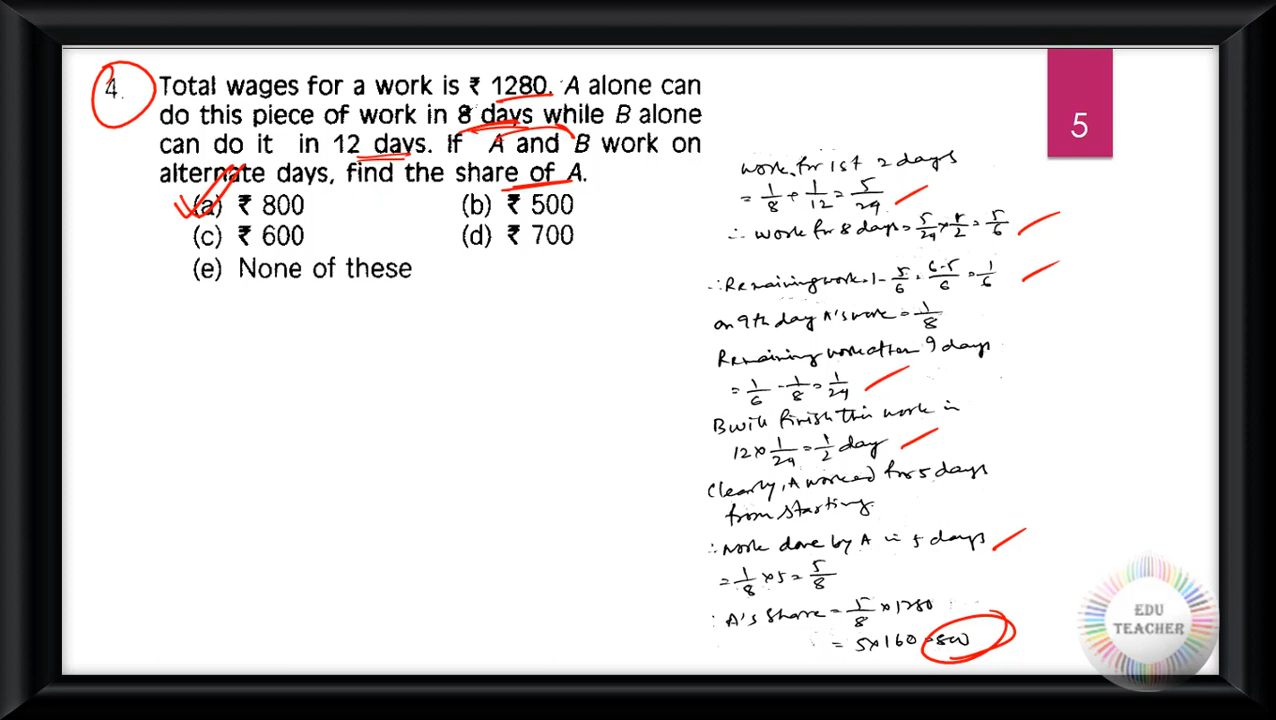 4.
Total wages for a work is ₹ 1280. A alone can
do this piece of work in 8 days while B alone
can do it in 12 days. If A and B work on
alternate days, find the share of A.
(a) ₹ 800 (b) ₹ 500
(c) ₹ 600 (d) ₹ 700
(e) None of these
5
work for 1st 2 days
= 1/8 + 1/12 = 5/24
∴ work for 8 days = 5/24 × 8/2 = 5/6
∴ Remaining work = 1 - 5/6 = 6-5/6 = 1/6
on 9th day A's work = 1/8
Remaining work after 9 days
= 1/6 - 1/8 = 1/24
B will finish this work in
12 × 1/24 = 1/2 day
Clearly, A worked for 5 days
from starting
∴ work done by A in 5 days
= 1/8 × 5 = 5/8
∴ A's share = 5/8 × 1280
= 5 × 160 = 800
EDU
TEACHER